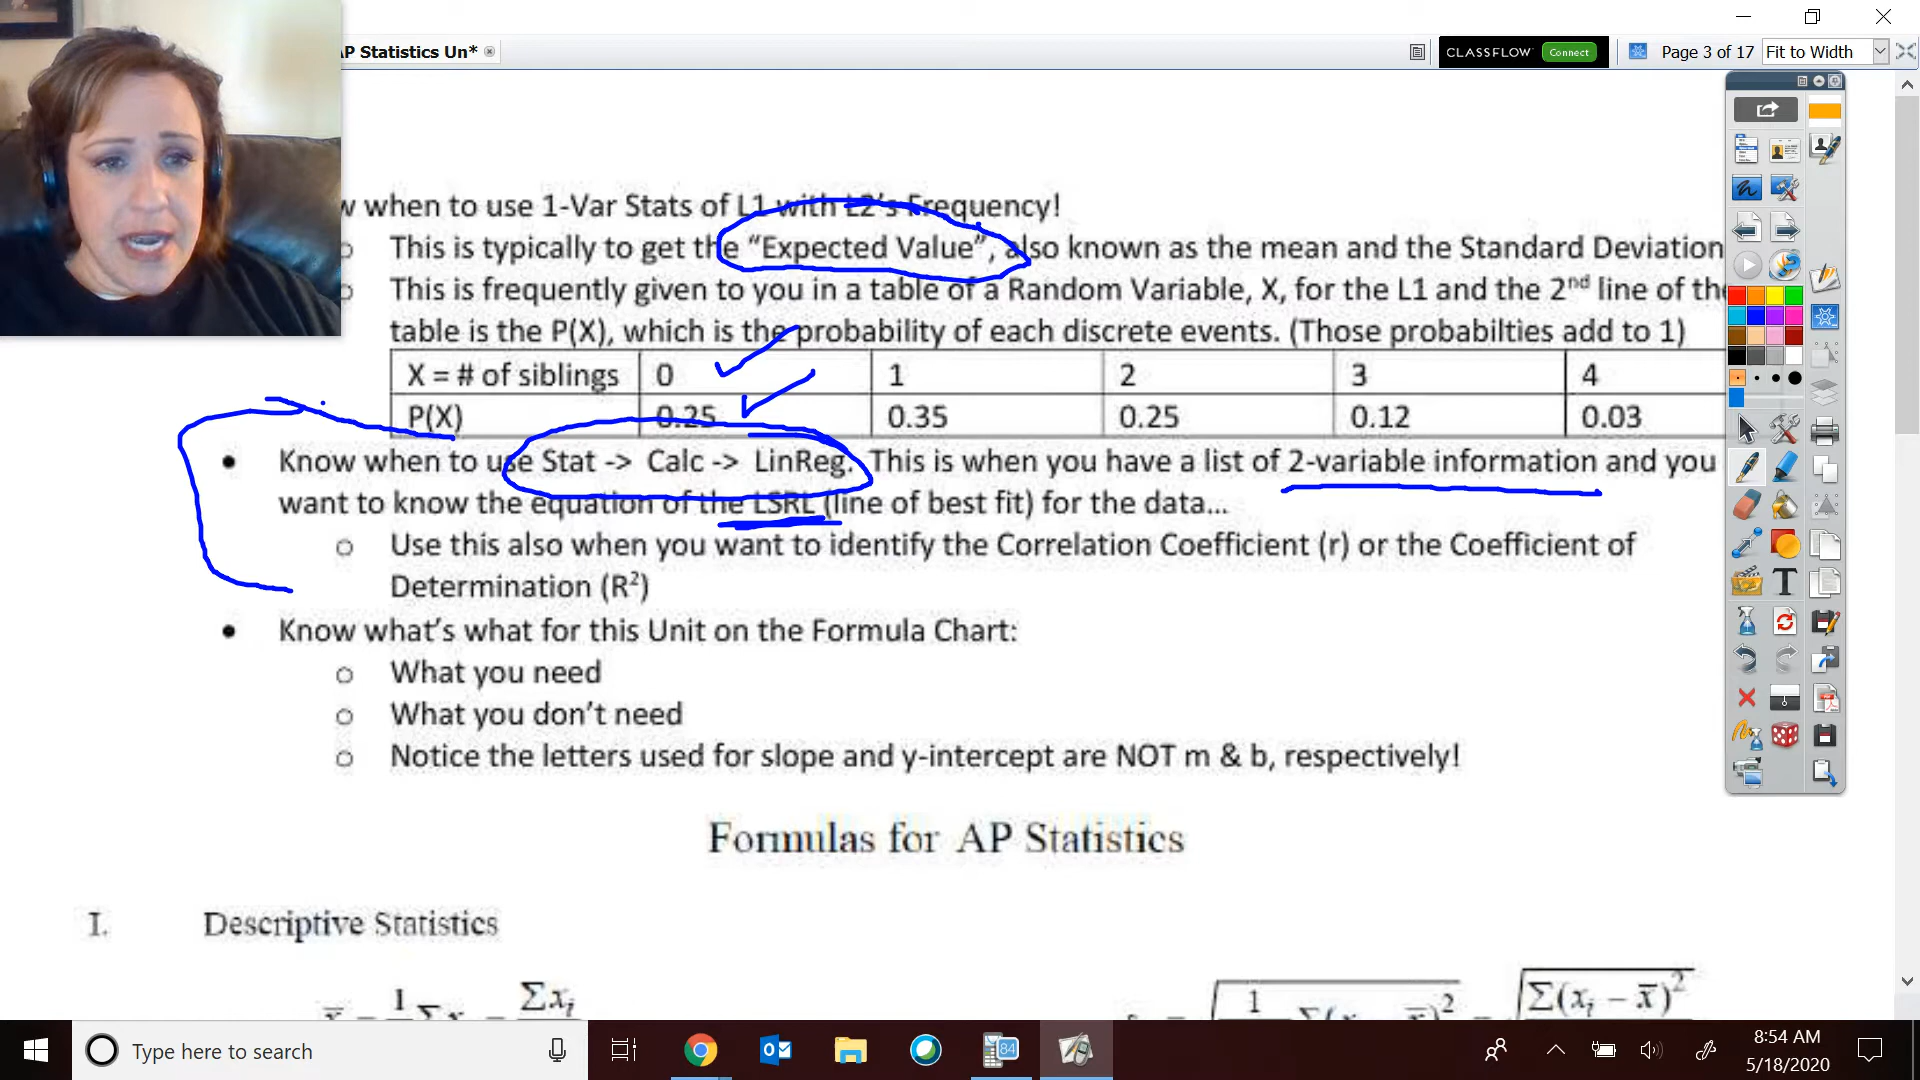 AP Statistics Un*
CLASSFLOW Connect
Page 3 of 17 Fit to Width
w when to use 1-Var Stats of L1 with L2's Frequency!
This is typically to get the "Expected Value", also known as the mean and the Standard Deviation
This is frequently given to you in a table of a Random Variable, X, for the L1 and the 2nd line of the
table is the P(X), which is the probability of each discrete events. (Those probabilties add to 1)
X = # of siblings 0 1 2 3 4
P(X) 0.25 0.35 0.25 0.12 0.03
Know when to use Stat -> Calc -> LinReg. This is when you have a list of 2-variable information and you
want to know the equation of the LSRL (line of best fit) for the data...
Use this also when you want to identify the Correlation Coefficient (r) or the Coefficient of
Determination (R²)
Know what's what for this Unit on the Formula Chart:
What you need
What you don't need
Notice the letters used for slope and y-intercept are NOT m & b, respectively!
Formulas for AP Statistics
I. Descriptive Statistics
Type here to search
84
8:54 AM
5/18/2020